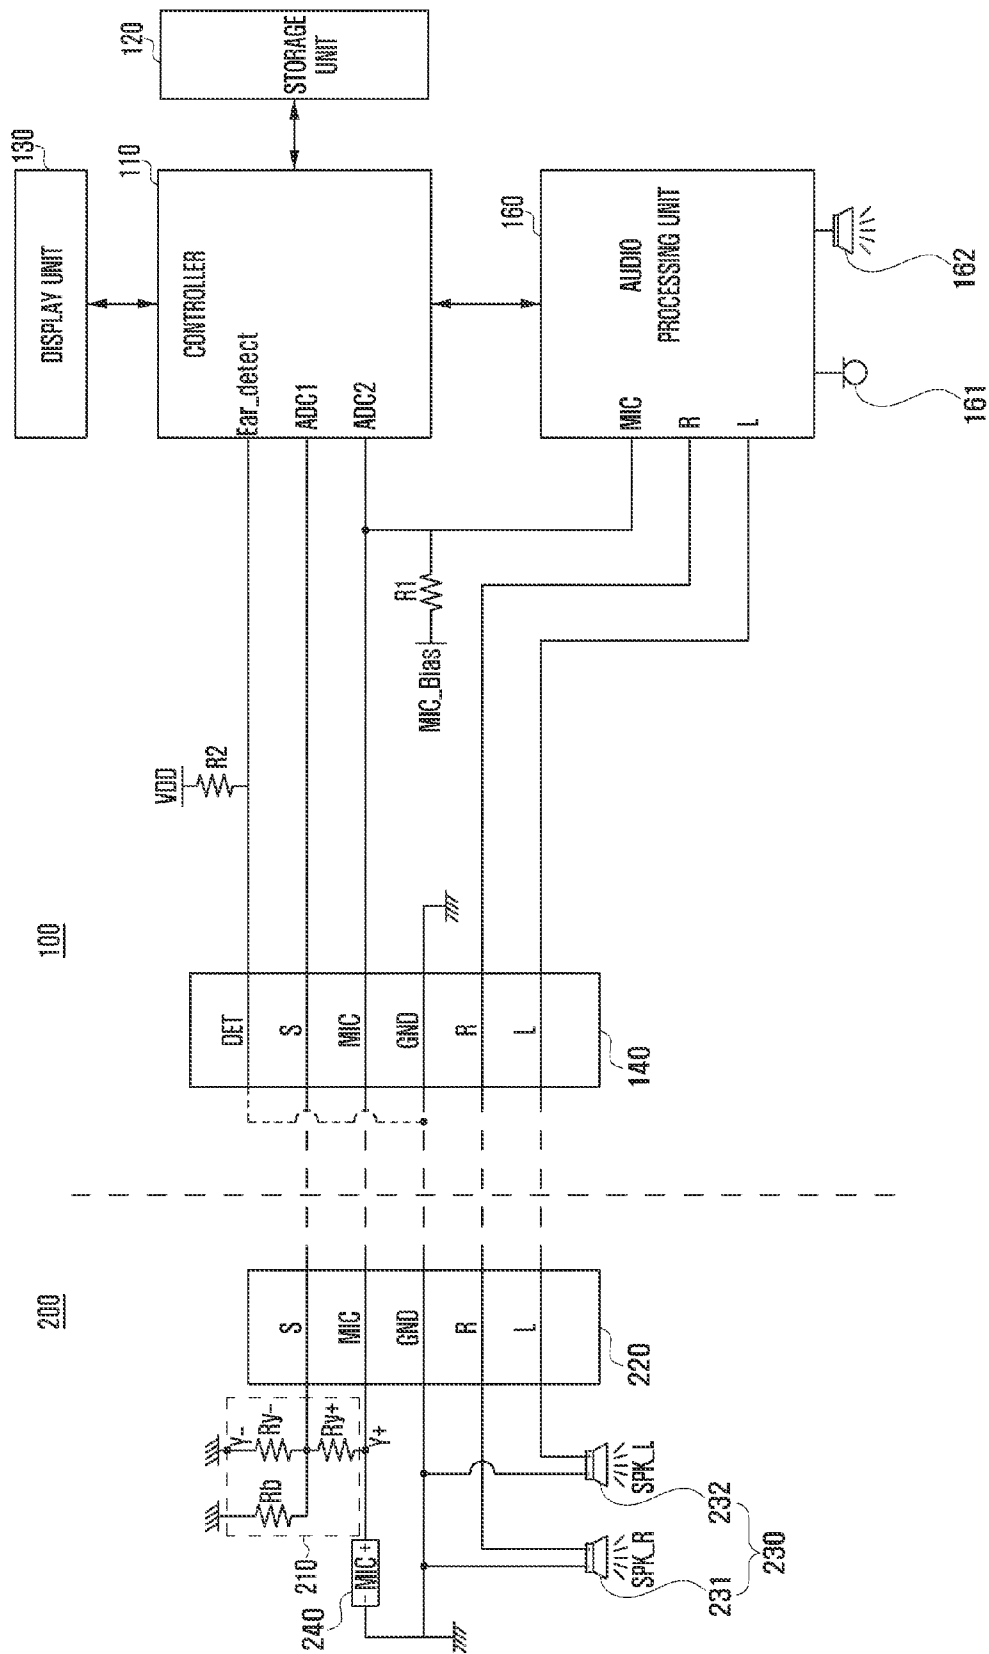 100
200
120
STORAGE
UNIT
130
DISPLAY UNIT
110
CONTROLLER
Ear_detect
ADC1
ADC2
160
AUDIO
PROCESSING UNIT
MIC
R
L
161
162
VDD
R2
R1
MIC_Bias
DET
S
MIC
GND
R
L
140
S
MIC
GND
R
L
220
Y-
Ry-
Ry+
Y+
Rb
210
- MIC +
240
SPK_R
SPK_L
231
232
230